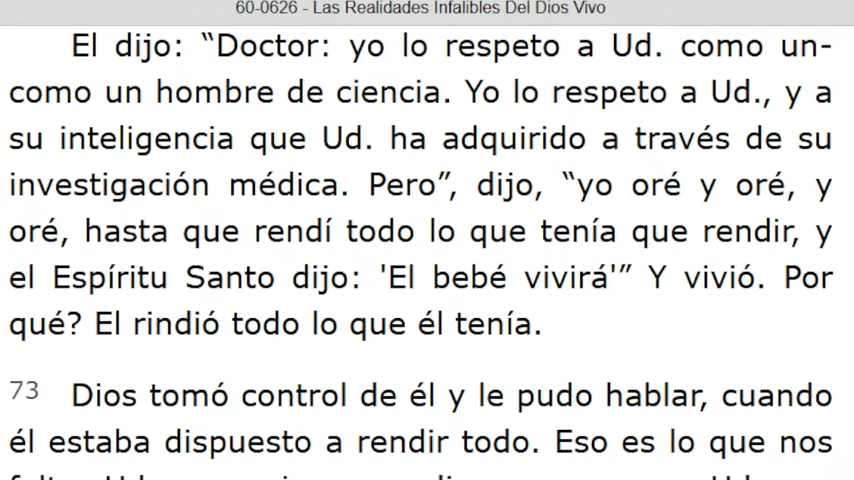 60-0626 - Las Realidades Infalibles Del Dios Vivo
El dijo: “Doctor: yo lo respeto a Ud. como un-
como un hombre de ciencia. Yo lo respeto a Ud., y a
su inteligencia que Ud. ha adquirido a través de su
investigación médica. Pero”, dijo, “yo oré y oré, y
oré, hasta que rendí todo lo que tenía que rendir, y
el Espíritu Santo dijo: 'El bebé vivirá'” Y vivió. Por
qué? El rindió todo lo que él tenía.
73 Dios tomó control de él y le pudo hablar, cuando
él estaba dispuesto a rendir todo. Eso es lo que nos